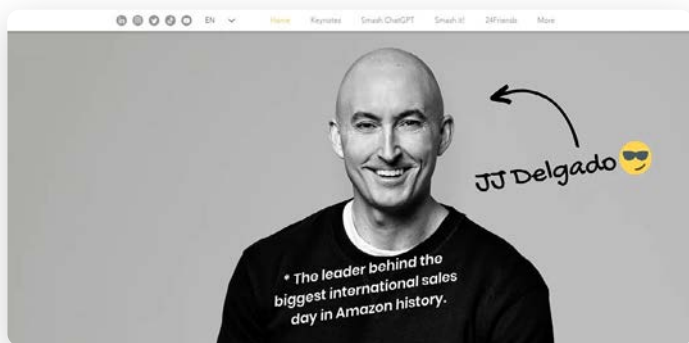 EN Home Keynotes Smash ChatGPT Smash it! 24Friends More
JJ Delgado
* The leader behind the
biggest international sales
day in Amazon history.